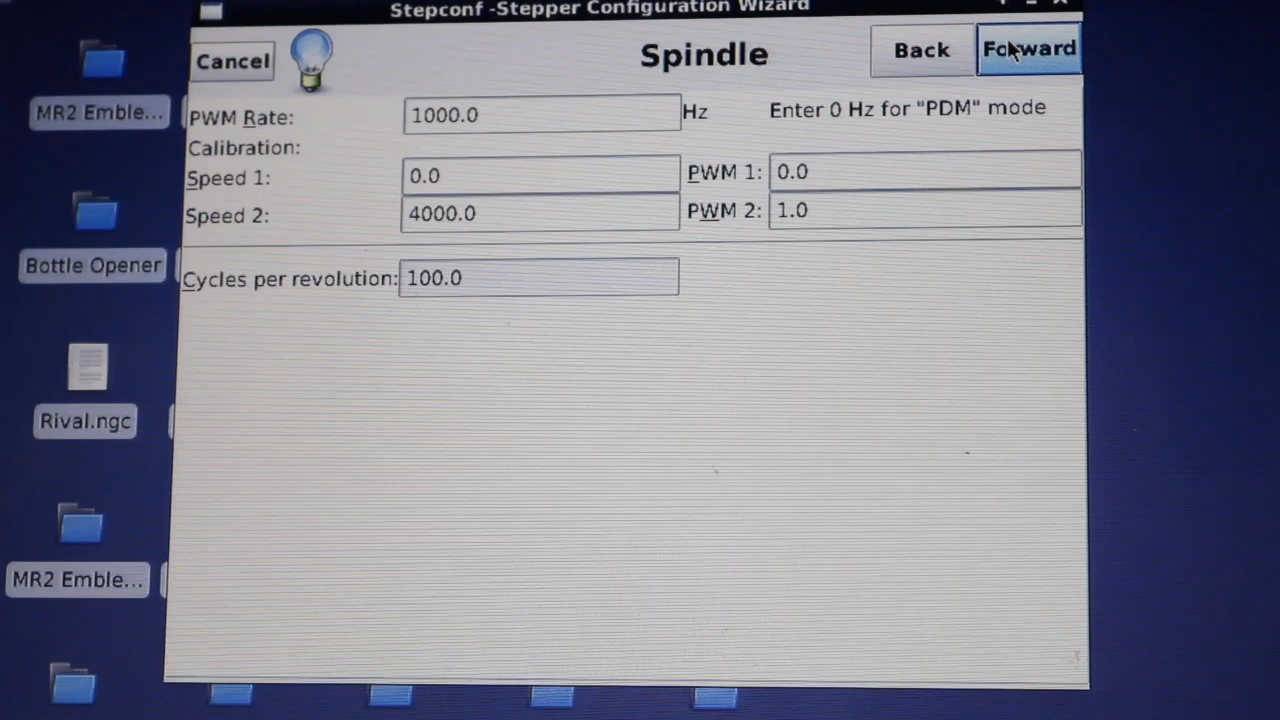 Stepconf -Stepper Configuration Wizard
Cancel
Spindle
Back
Forward
PWM Rate:
1000.0
Hz
Enter 0 Hz for "PDM" mode
Calibration:
Speed 1:
0.0
PWM 1:
0.0
Speed 2:
4000.0
PWM 2:
1.0
Cycles per revolution:
100.0
MR2 Emble...
Bottle Opener
Rival.ngc
MR2 Emble...